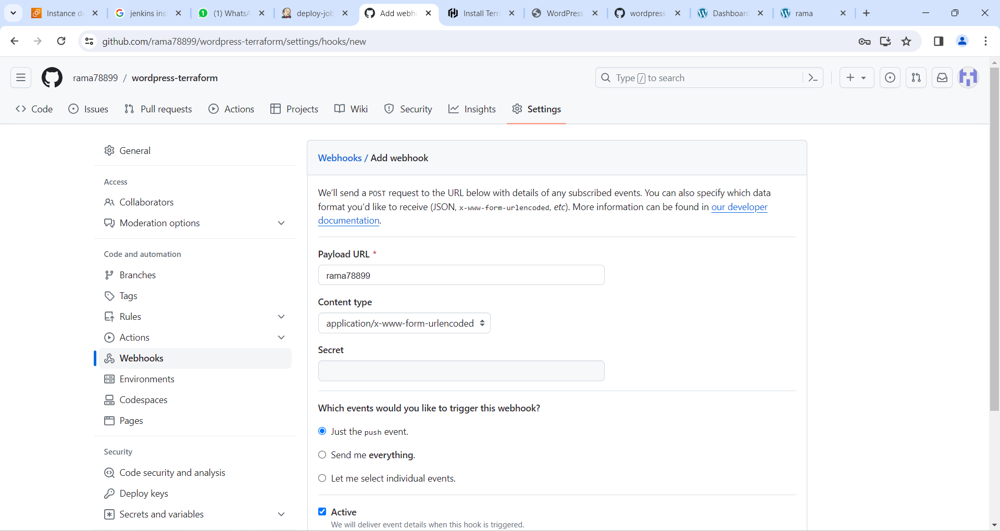 Instance de
jenkins inst
(1) WhatsA
deploy-job
Add webho
Install Terra
WordPress
wordpress
Dashboard
rama
github.com/rama78899/wordpress-terraform/settings/hooks/new
rama78899 / wordpress-terraform
Type / to search
Code
Issues
Pull requests
Actions
Projects
Wiki
Security
Insights
Settings
General
Access
Collaborators
Moderation options
Code and automation
Branches
Tags
Rules
Actions
Webhooks
Environments
Codespaces
Pages
Security
Code security and analysis
Deploy keys
Secrets and variables
Webhooks / Add webhook
We'll send a POST request to the URL below with details of any subscribed events. You can also specify which data
format you'd like to receive (JSON, x-www-form-urlencoded, etc). More information can be found in our developer
documentation.
Payload URL *
rama78899
Content type
application/x-www-form-urlencoded
Secret
Which events would you like to trigger this webhook?
Just the push event.
Send me everything.
Let me select individual events.
Active
We will deliver event details when this hook is triggered.